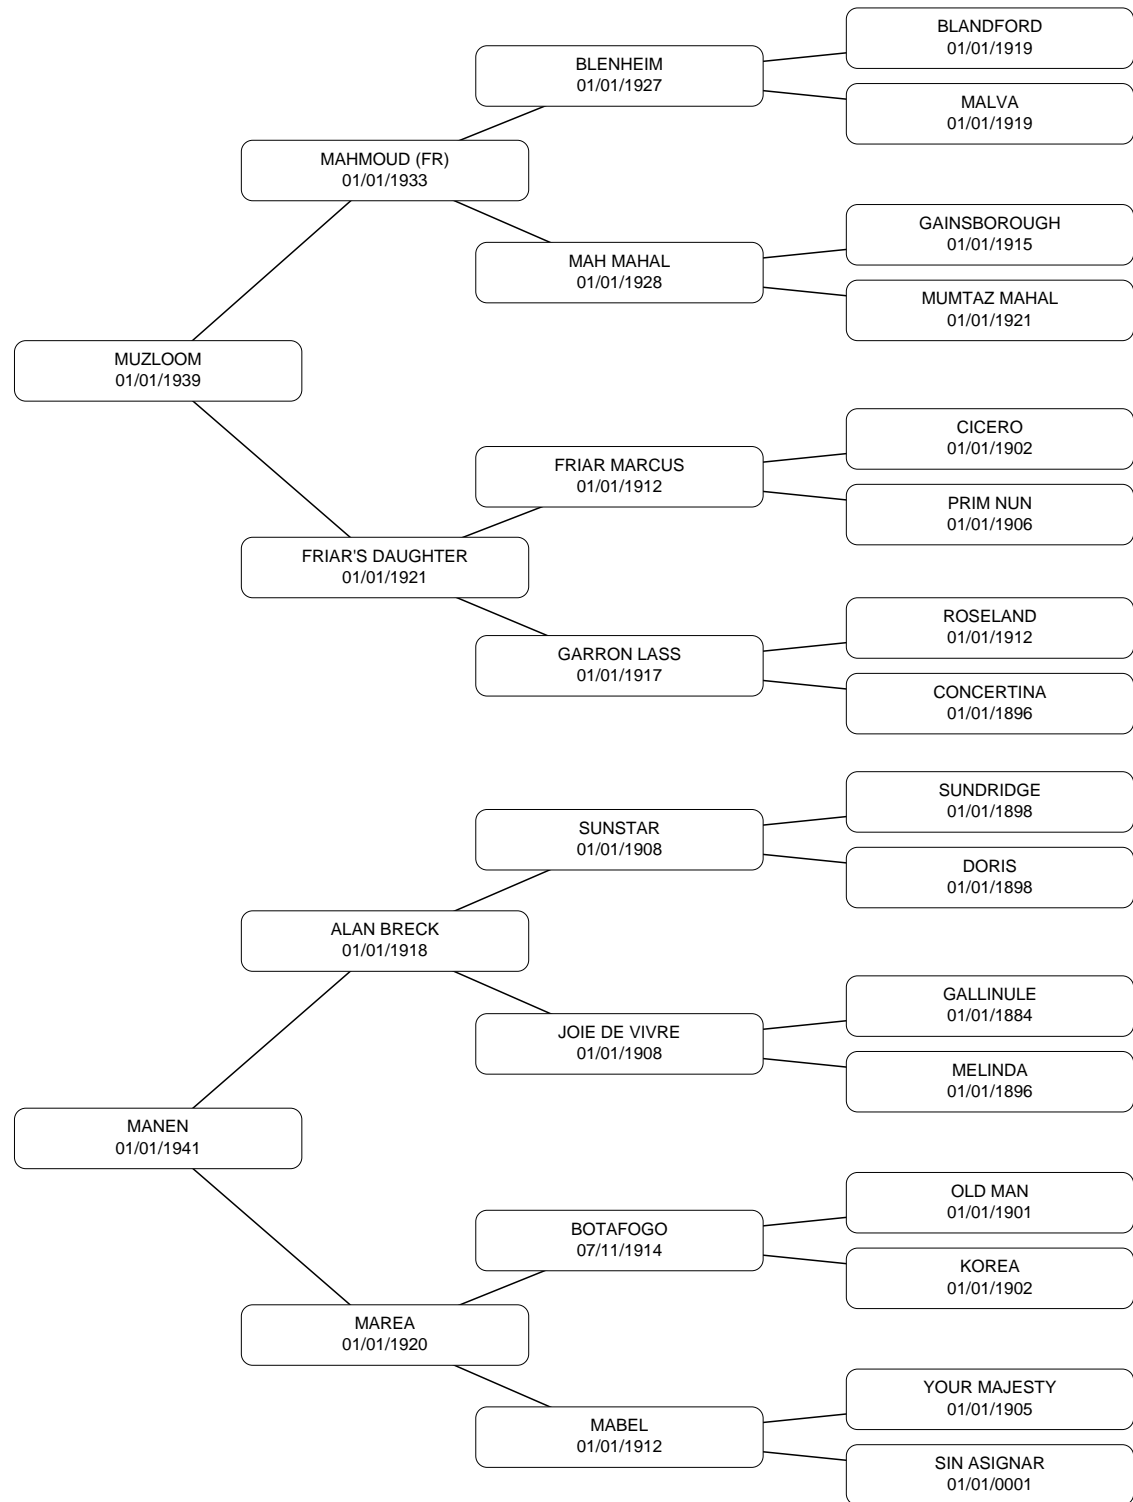 BLANDFORD
01/01/1919
BLENHEIM
01/01/1927
MALVA
01/01/1919
MAHMOUD (FR)
01/01/1933
GAINSBOROUGH
01/01/1915
MAH MAHAL
01/01/1928
MUMTAZ MAHAL
01/01/1921
MUZLOOM
01/01/1939
CICERO
01/01/1902
FRIAR MARCUS
01/01/1912
PRIM NUN
01/01/1906
FRIAR'S DAUGHTER
01/01/1921
ROSELAND
01/01/1912
GARRON LASS
01/01/1917
CONCERTINA
01/01/1896
SUNDRIDGE
01/01/1898
SUNSTAR
01/01/1908
DORIS
01/01/1898
ALAN BRECK
01/01/1918
GALLINULE
01/01/1884
JOIE DE VIVRE
01/01/1908
MELINDA
01/01/1896
MANEN
01/01/1941
OLD MAN
01/01/1901
BOTAFOGO
07/11/1914
KOREA
01/01/1902
MAREA
01/01/1920
YOUR MAJESTY
01/01/1905
MABEL
01/01/1912
SIN ASIGNAR
01/01/0001